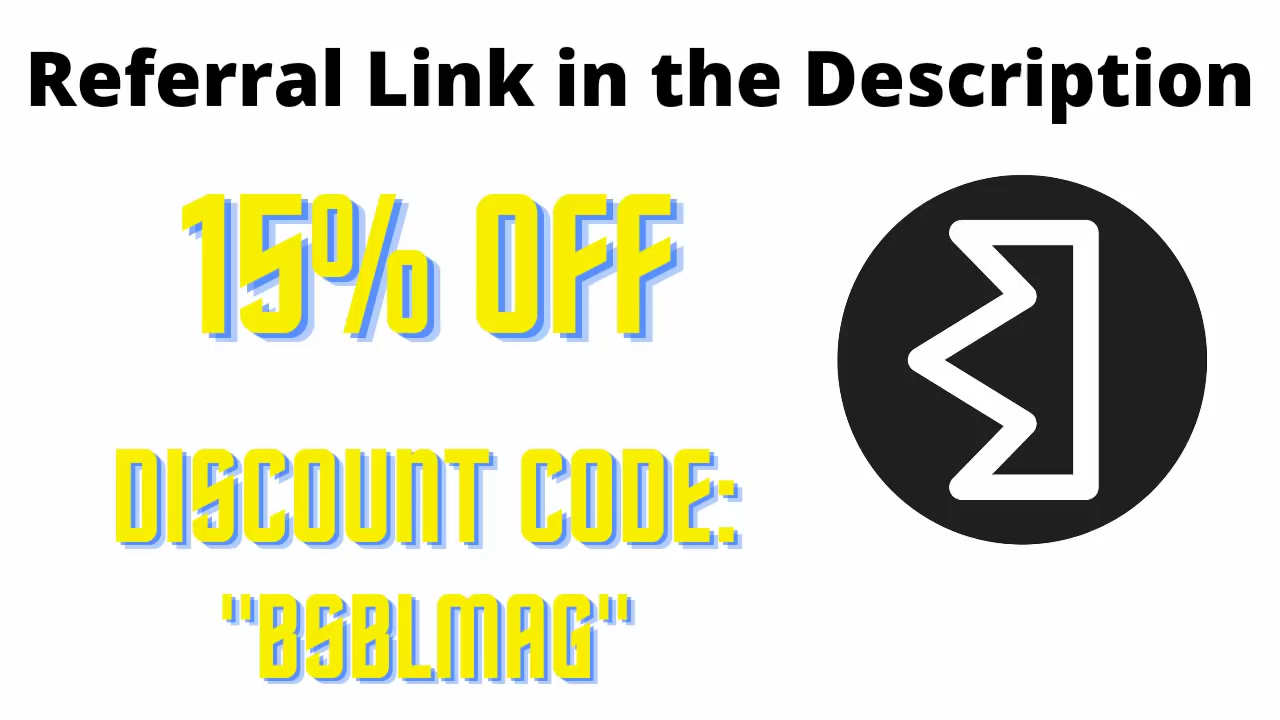 Referral Link in the Description
15% OFF
DISCOUNT CODE:
"BSBLMAG"